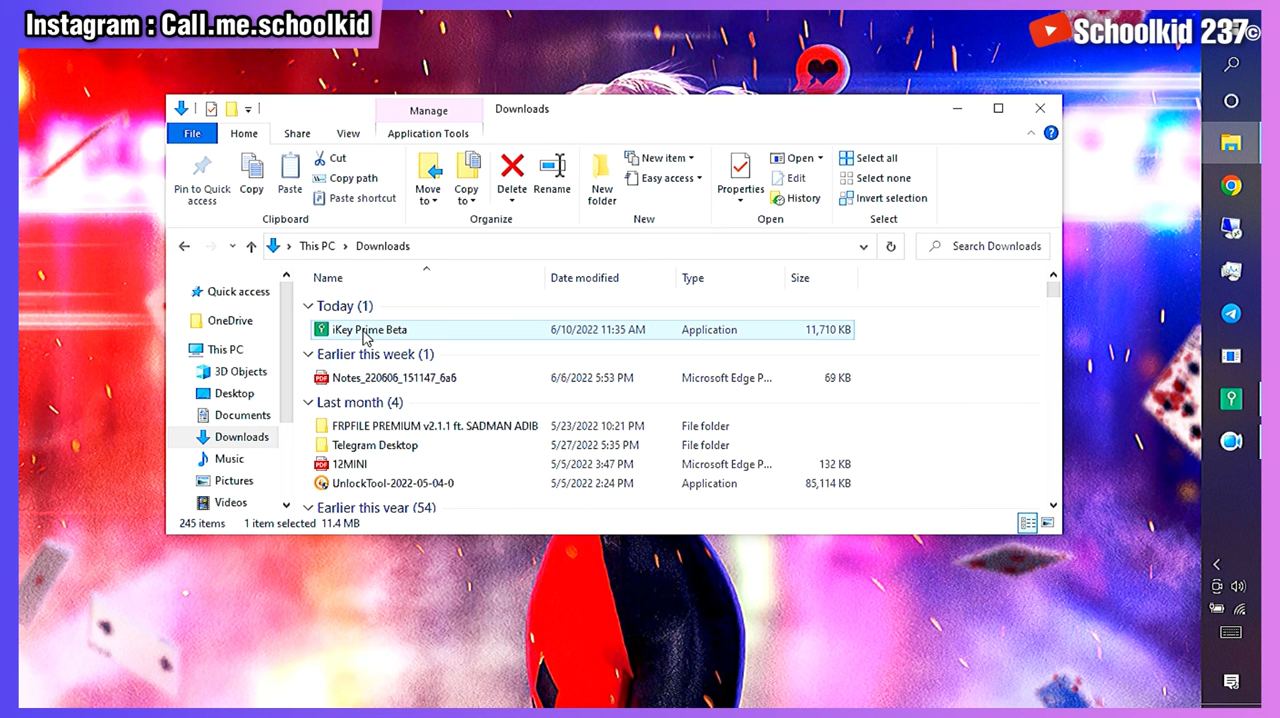 Instagram : Call.me.schoolkid
Schoolkid 237©
Manage
Downloads
File
Home
Share
View
Application Tools
Pin to Quick access
Copy
Paste
Cut
Copy path
Paste shortcut
Clipboard
Move to
Copy to
Delete
Rename
Organize
New folder
New item
Easy access
New
Properties
Open
Edit
History
Open
Select all
Select none
Invert selection
Select
This PC > Downloads
Search Downloads
Quick access
OneDrive
This PC
3D Objects
Desktop
Documents
Downloads
Music
Pictures
Videos
Name Date modified Type Size
Today (1)
iKey Prime Beta 6/10/2022 11:35 AM Application 11,710 KB
Earlier this week (1)
Notes_220606_151147_6a6 6/6/2022 5:53 PM Microsoft Edge P... 69 KB
Last month (4)
FRPFILE PREMIUM v2.1.1 ft. SADMAN ADIB 5/23/2022 10:21 PM File folder
Telegram Desktop 5/27/2022 5:35 PM File folder
12MINI 5/5/2022 3:47 PM Microsoft Edge P... 132 KB
UnlockTool-2022-05-04-0 5/5/2022 2:24 PM Application 85,114 KB
Earlier this year (54)
245 items 1 item selected 11.4 MB